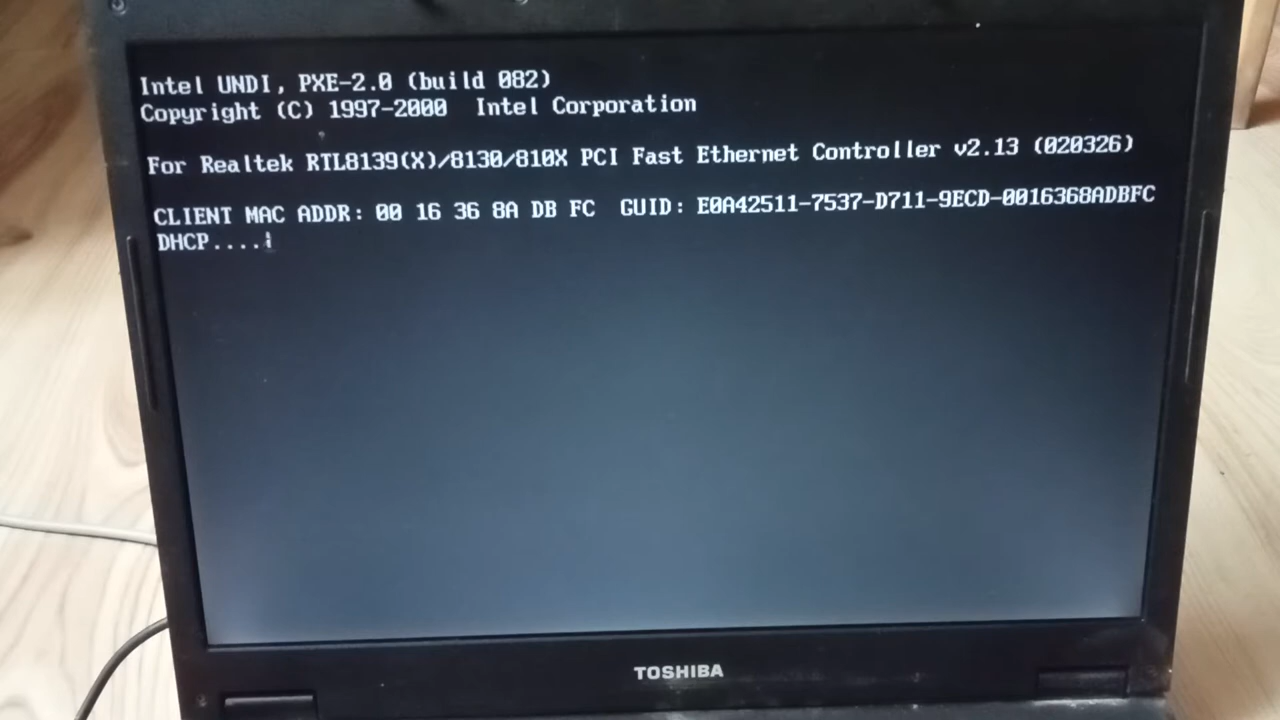 Intel UNDI, PXE-2.0 (build 082)
Copyright (C) 1997-2000  Intel Corporation
For Realtek RTL8139(X)/8130/810X PCI Fast Ethernet Controller v2.13 (020326)
CLIENT MAC ADDR: 00 16 36 8A DB FC  GUID: E0A42511-7537-D711-9ECD-0016368ADBFC
DHCP....
TOSHIBA